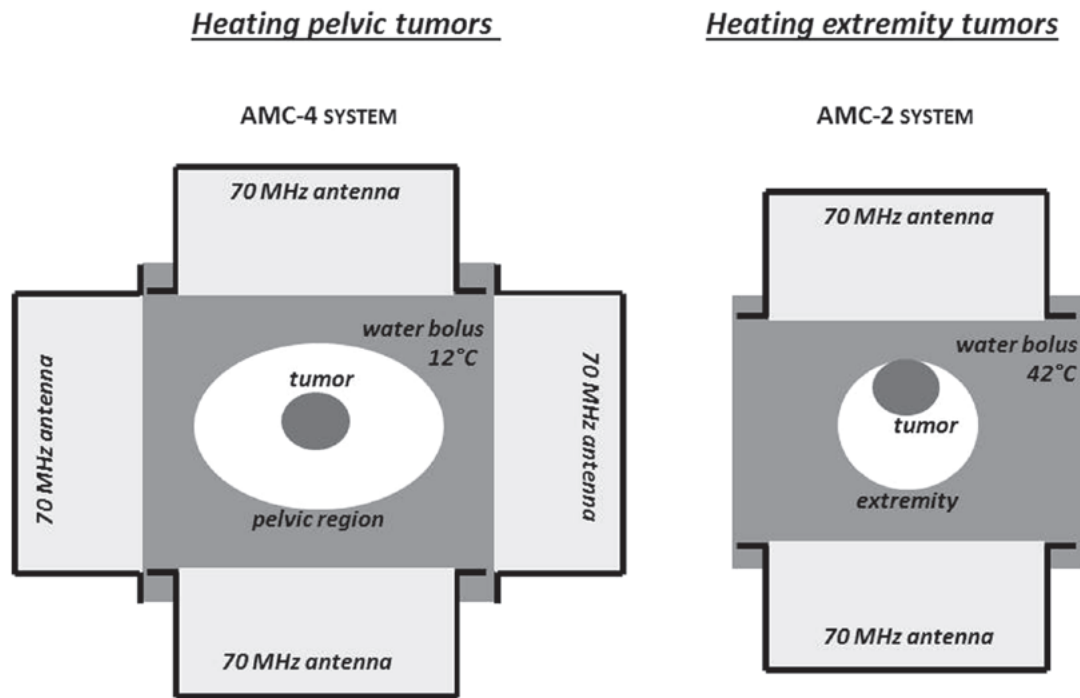 Heating pelvic tumors
AMC-4 SYSTEM
70 MHz antenna
70 MHz antenna
water bolus
12°C
tumor
pelvic region
70 MHz antenna
70 MHz antenna
Heating extremity tumors
AMC-2 SYSTEM
70 MHz antenna
water bolus
42°C
tumor
extremity
70 MHz antenna